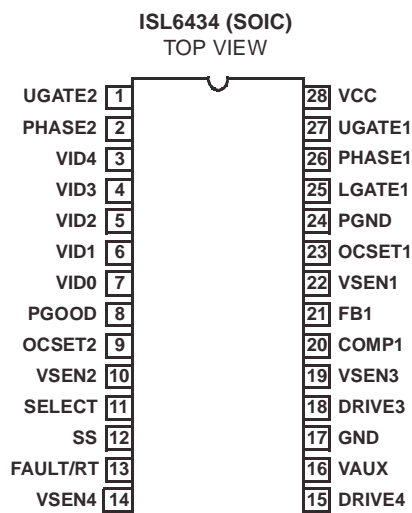 ISL6434 (SOIC)
TOP VIEW
UGATE2 1 28 VCC
PHASE2 2 27 UGATE1
VID4 3 26 PHASE1
VID3 4 25 LGATE1
VID2 5 24 PGND
VID1 6 23 OCSET1
VID0 7 22 VSEN1
PGOOD 8 21 FB1
OCSET2 9 20 COMP1
VSEN2 10 19 VSEN3
SELECT 11 18 DRIVE3
SS 12 17 GND
FAULT/RT 13 16 VAUX
VSEN4 14 15 DRIVE4